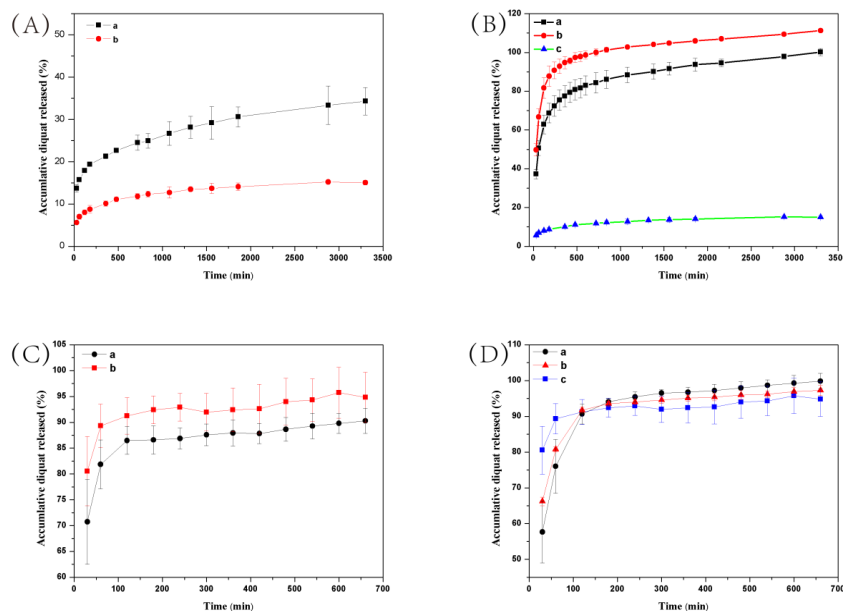 (A)
a
b
50
40
30
20
10
0
Accumulative diquat released (%)
0 500 1000 1500 2000 2500 3000 3500
Time (min)
(B)
a
b
c
120
100
80
60
40
20
0
Accumulative diquat released (%)
0 500 1000 1500 2000 2500 3000 350
Time (min)
(C)
a
b
105
100
95
90
85
80
75
70
65
60
Accumlative diquat released (%)
0 100 200 300 400 500 600 700
Time (min)
(D)
a
b
c
110
100
90
80
70
60
50
Accumlative diquat released (%)
0 100 200 300 400 500 600 700
Time (min)